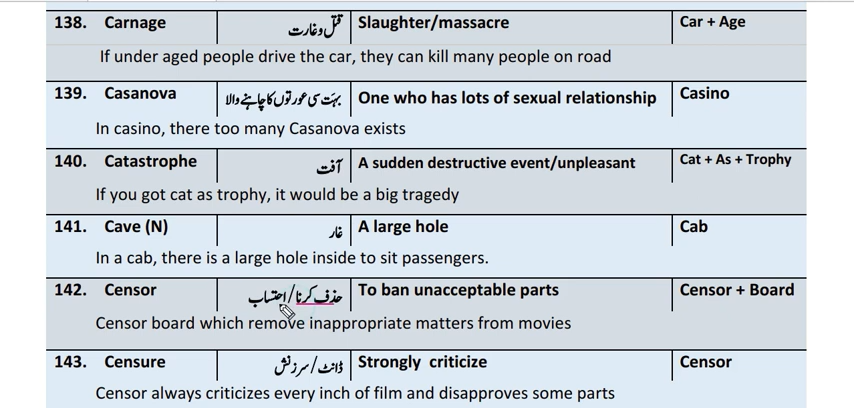 138. Carnage قتل وغارت Slaughter/massacre Car + Age
If under aged people drive the car, they can kill many people on road
139. Casanova بہت سی عورتوں کا چاہنے والا One who has lots of sexual relationship Casino
In casino, there too many Casanova exists
140. Catastrophe آفت A sudden destructive event/unpleasant Cat + As + Trophy
If you got cat as trophy, it would be a big tragedy
141. Cave (N) غار A large hole Cab
In a cab, there is a large hole inside to sit passengers.
142. Censor حذف کرنا/احتساب To ban unacceptable parts Censor + Board
Censor board which remove inappropriate matters from movies
143. Censure ڈانٹ/سرزنش Strongly criticize Censor
Censor always criticizes every inch of film and disapproves some parts